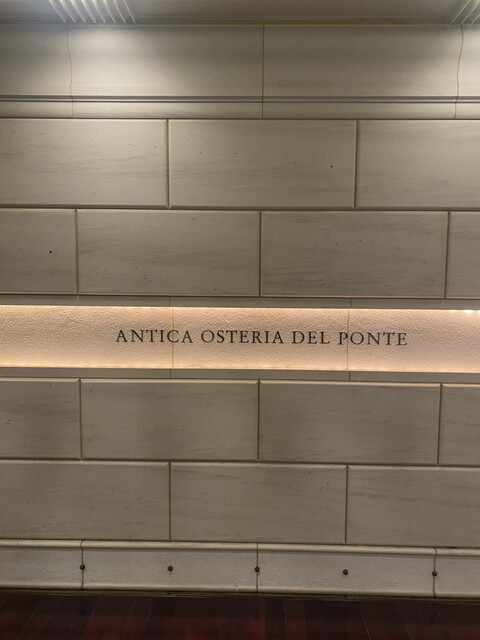 ANTICA OSTERIA DEL PONTE